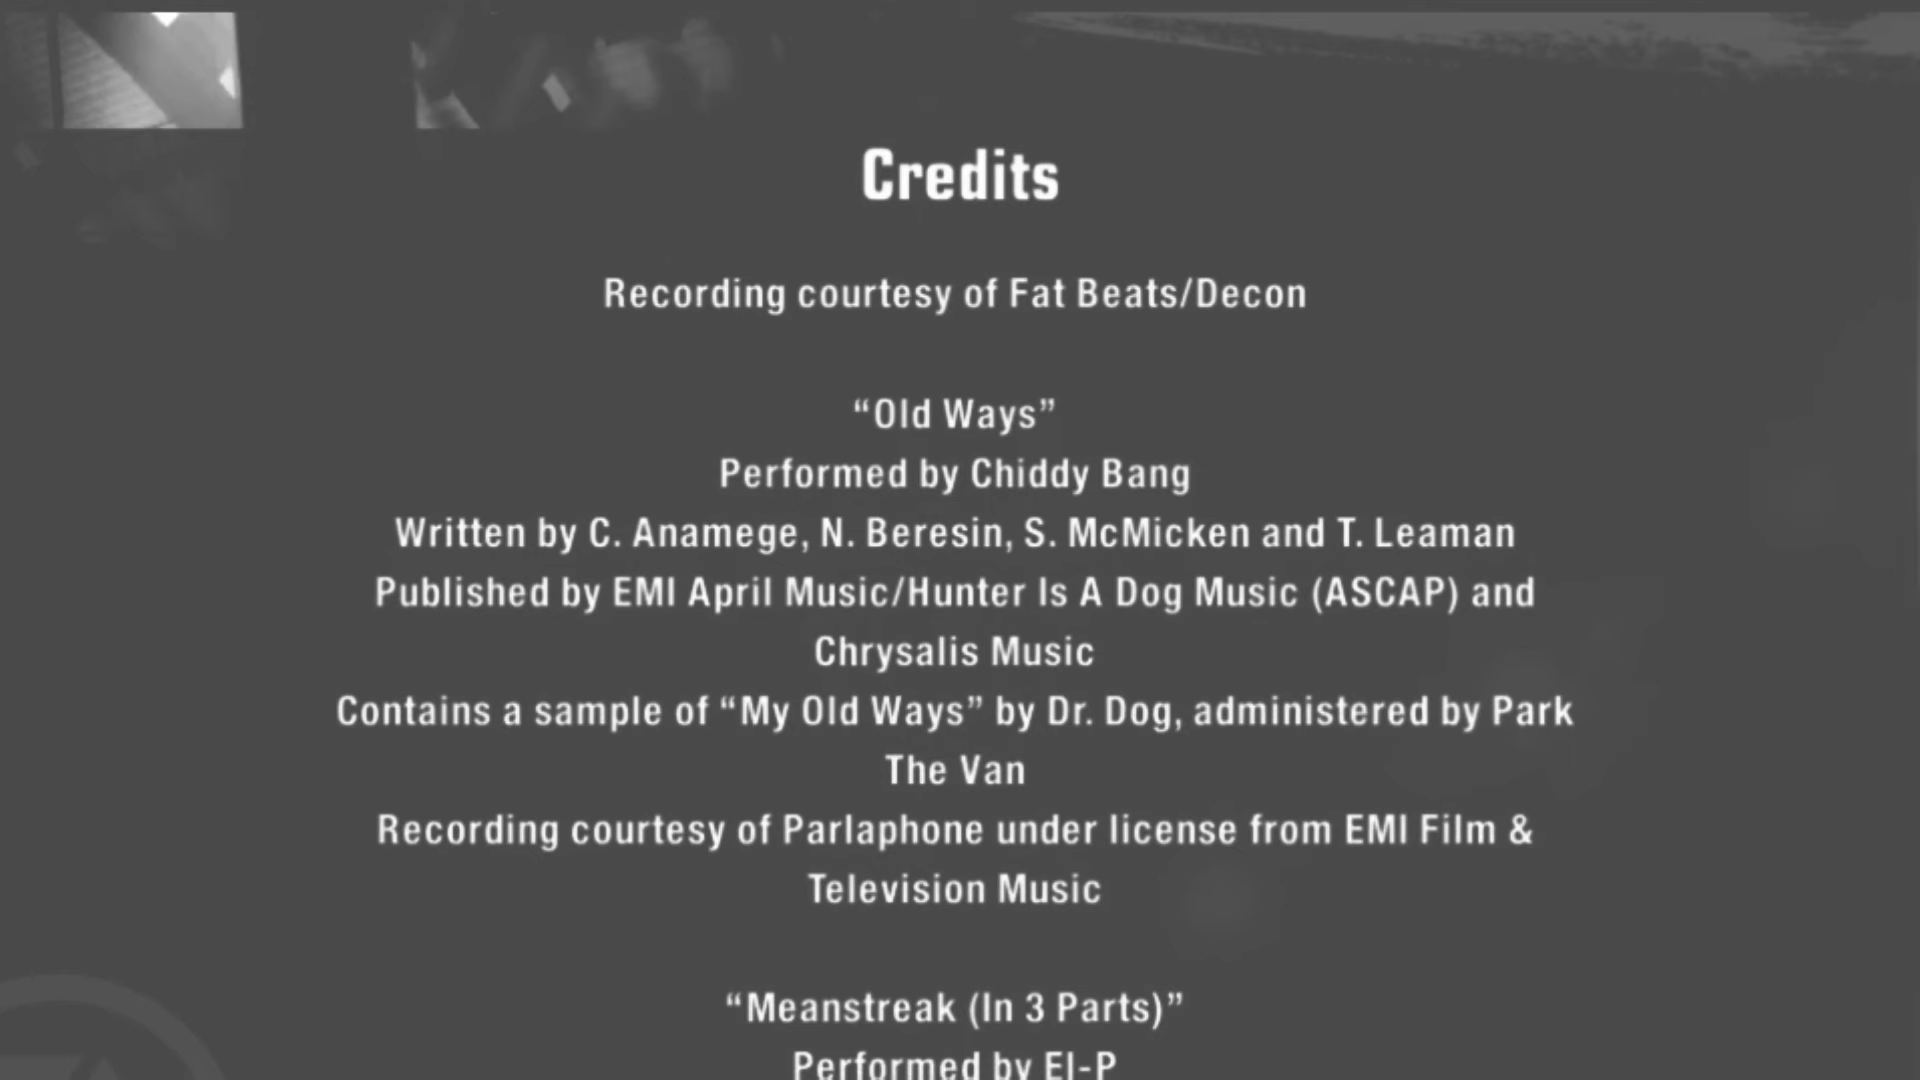 Credits
Recording courtesy of Fat Beats/Decon
“Old Ways”
Performed by Chiddy Bang
Written by C. Anamege, N. Beresin, S. McMicken and T. Leaman
Published by EMI April Music/Hunter Is A Dog Music (ASCAP) and
Chrysalis Music
Contains a sample of “My Old Ways” by Dr. Dog, administered by Park
The Van
Recording courtesy of Parlaphone under license from EMI Film &
Television Music
“Meanstreak (In 3 Parts)”
Performed by El-P